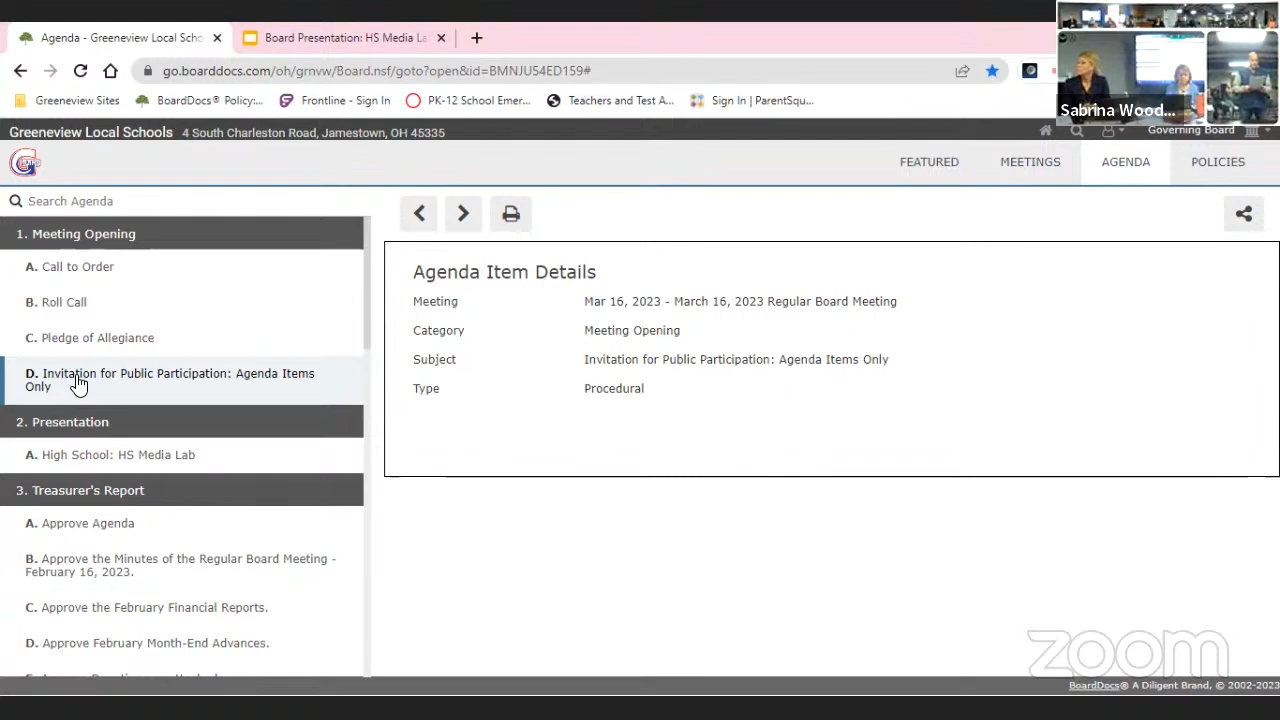 Agenda - Greeneview Local Scho
Board Presentation: HS Media La
go.boarddocs.com/oh/grnvw/Board.nsf/goto?open&id=BMNJU54ED159#
Greeneview Sites
BoardDocs® Policy:...
Frontline - Sign In
PK-12 School Emer...
Teachers and Test A...
Sign In | ParentSqu...
Sabrina Wood...
Greeneview Local Schools 4 South Charleston Road, Jamestown, OH 45335
Governing Board
FEATURED
MEETINGS
AGENDA
POLICIES
Search Agenda
1. Meeting Opening
A. Call to Order
B. Roll Call
C. Pledge of Allegiance
D. Invitation for Public Participation: Agenda Items
Only
2. Presentation
A. High School: HS Media Lab
3. Treasurer's Report
A. Approve Agenda
B. Approve the Minutes of the Regular Board Meeting -
February 16, 2023.
C. Approve the February Financial Reports.
D. Approve February Month-End Advances.
Agenda Item Details
Meeting Mar 16, 2023 - March 16, 2023 Regular Board Meeting
Category Meeting Opening
Subject Invitation for Public Participation: Agenda Items Only
Type Procedural
zoom
BoardDocs® A Diligent Brand, © 2002-2023